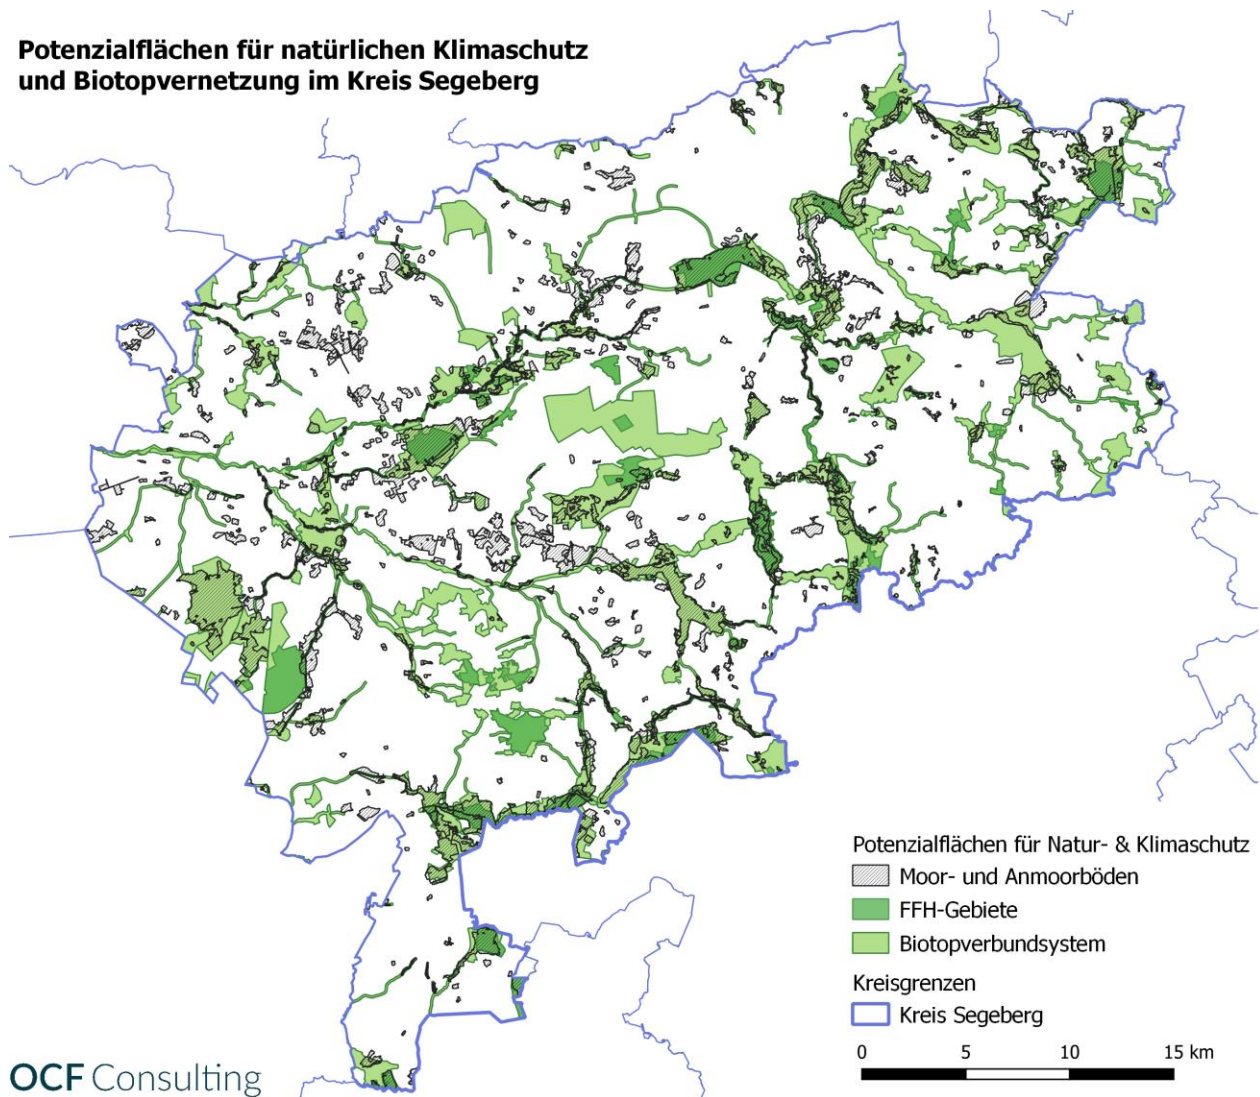 Potenzialflächen für natürlichen Klimaschutz
und Biotopvernetzung im Kreis Segeberg
Potenzialflächen für Natur- & Klimaschutz
Moor- und Anmoorböden
FFH-Gebiete
Biotopverbundsystem
Kreisgrenzen
Kreis Segeberg
0 5 10 15 km
OCF Consulting